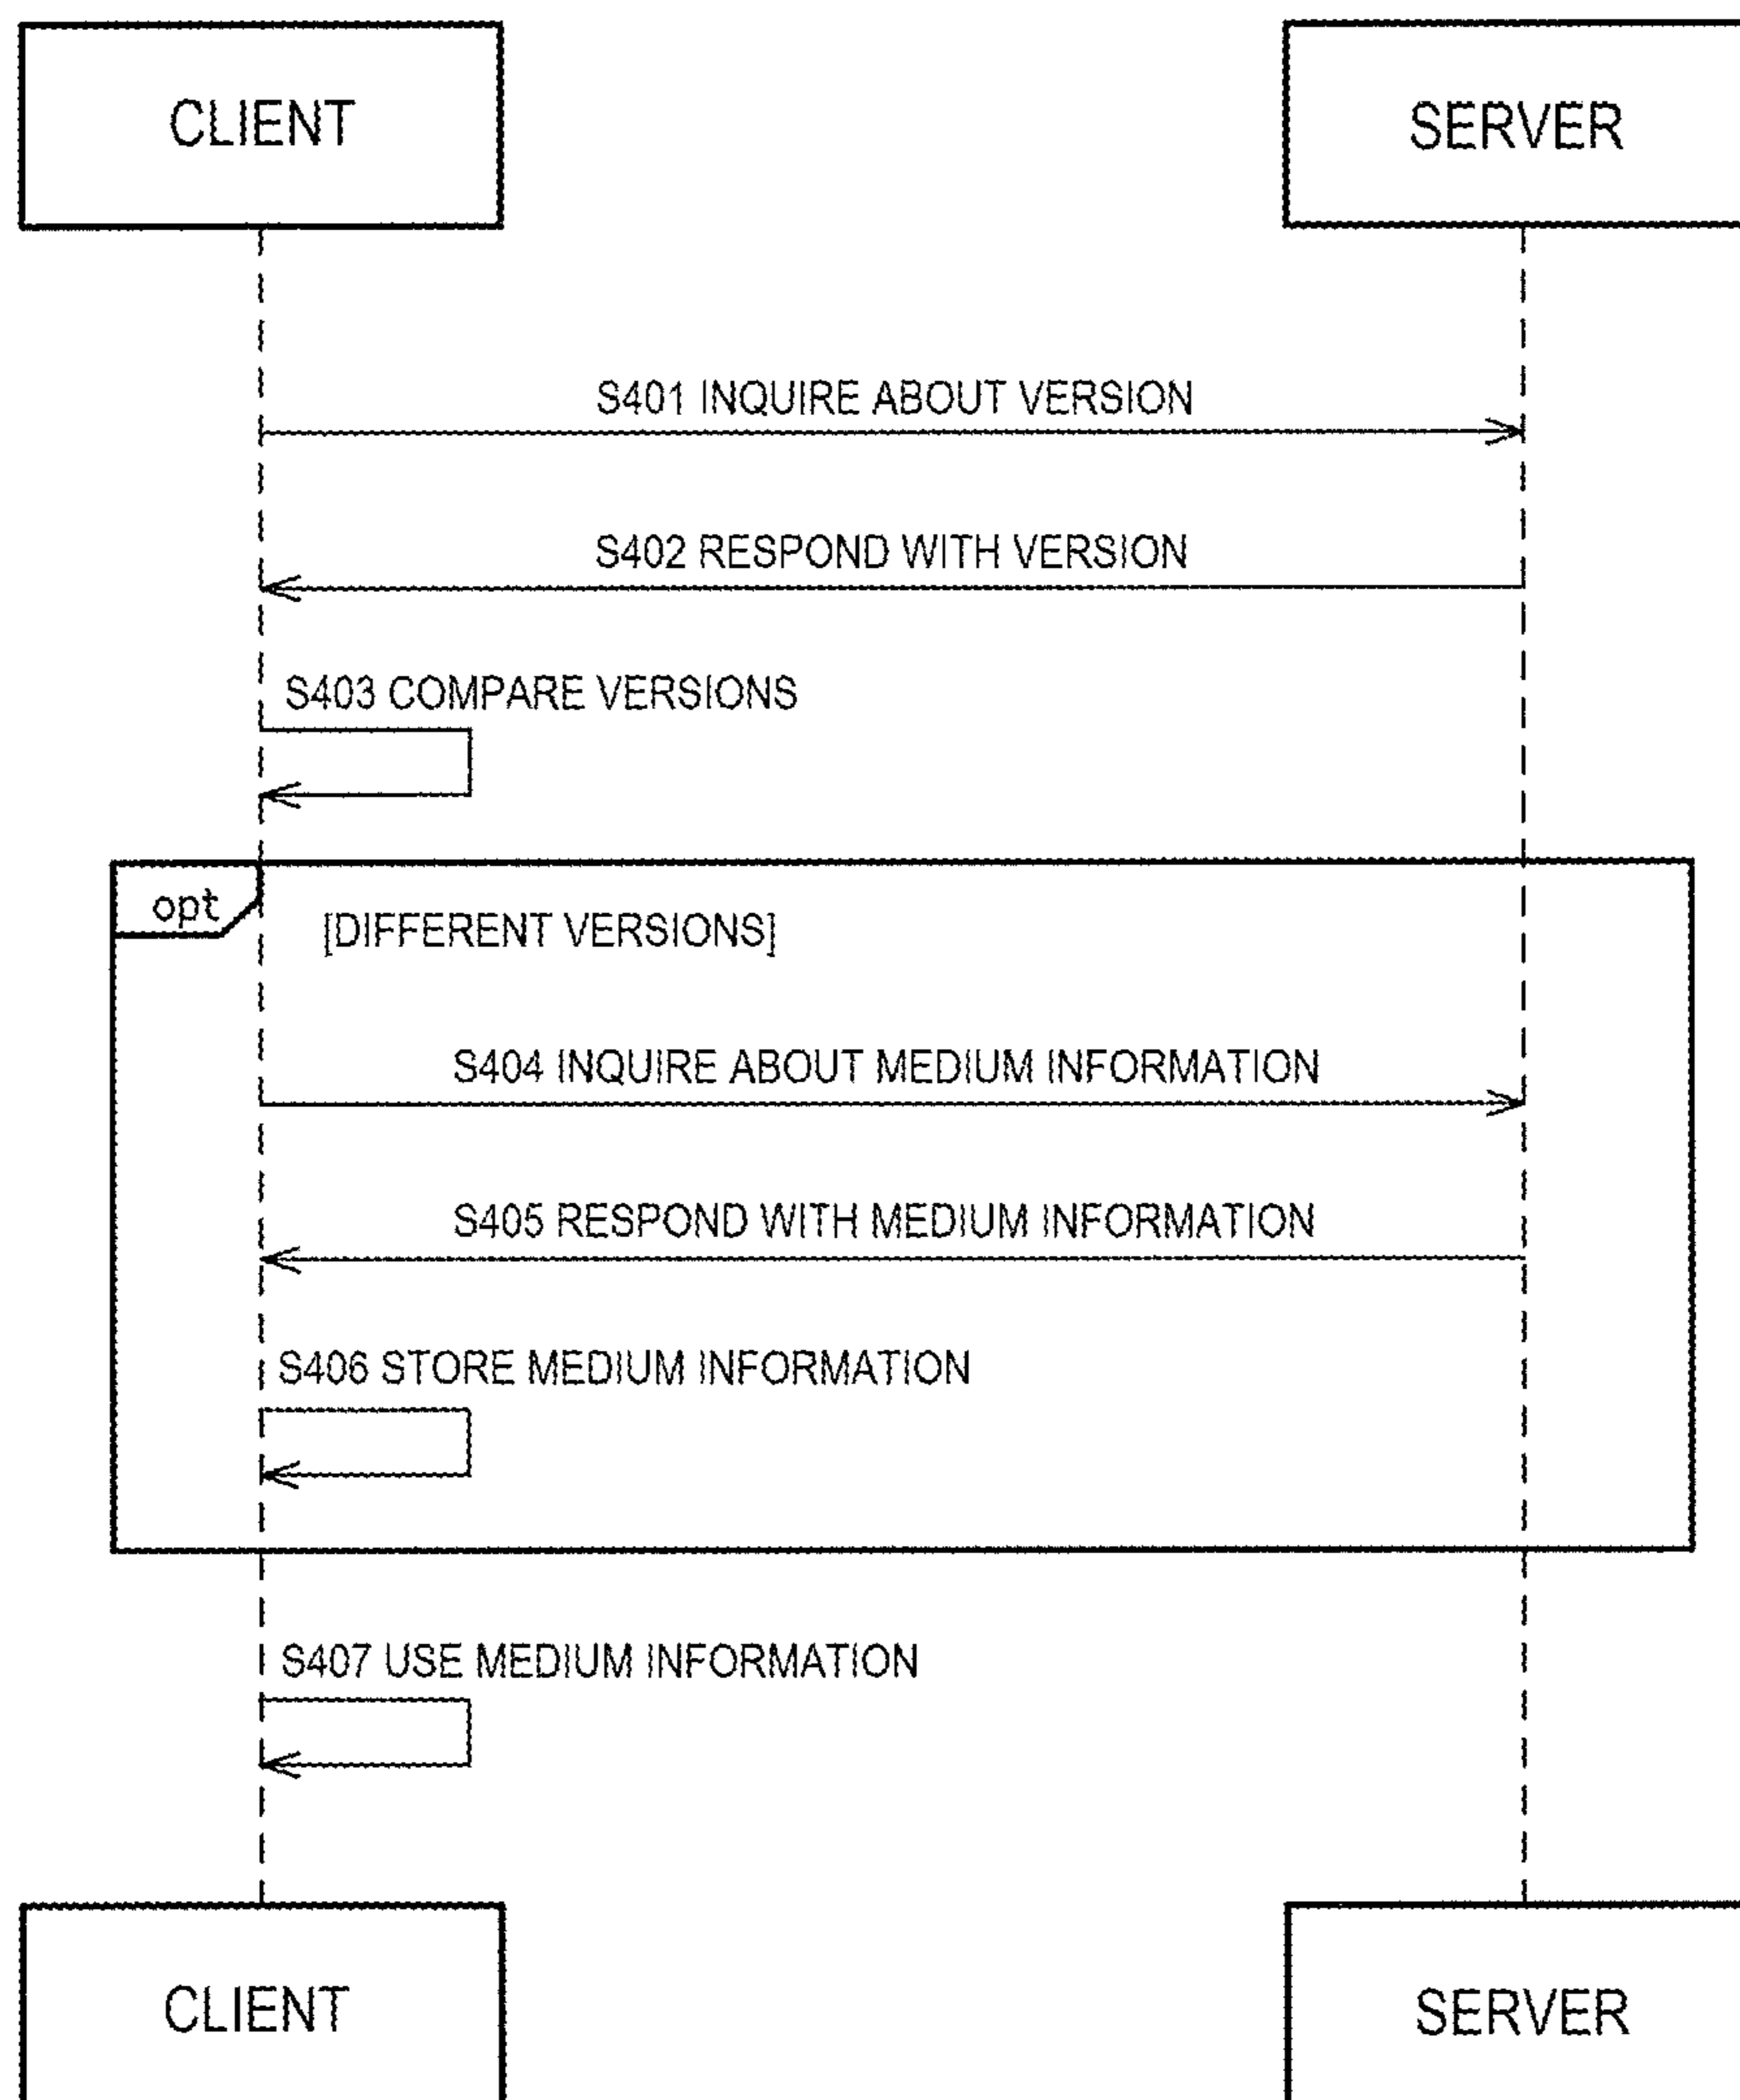 CLIENT
SERVER
S401 INQUIRE ABOUT VERSION
S402 RESPOND WITH VERSION
S403 COMPARE VERSIONS
opt
[DIFFERENT VERSIONS]
S404 INQUIRE ABOUT MEDIUM INFORMATION
S405 RESPOND WITH MEDIUM INFORMATION
S406 STORE MEDIUM INFORMATION
S407 USE MEDIUM INFORMATION
CLIENT
SERVER